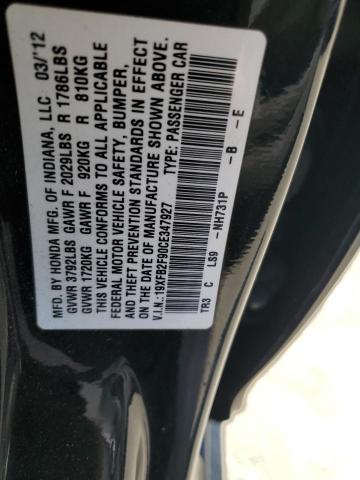 MFD. BY HONDA MFG. OF INDIANA, LLC 03/'12
GVWR 3792LBS GAWR F 2029LBS R 1786LBS
GVWR 1720KG GAWR F 920KG R 810KG
THIS VEHICLE CONFORMS TO ALL APPLICABLE
FEDERAL MOTOR VEHICLE SAFETY, BUMPER,
AND THEFT PREVENTION STANDARDS IN EFFECT
ON THE DATE OF MANUFACTURE SHOWN ABOVE.
V.I.N.:19XFB2F90CE347927 TYPE: PASSENGER CAR
TR3 C LS9 -NH731P -B -E